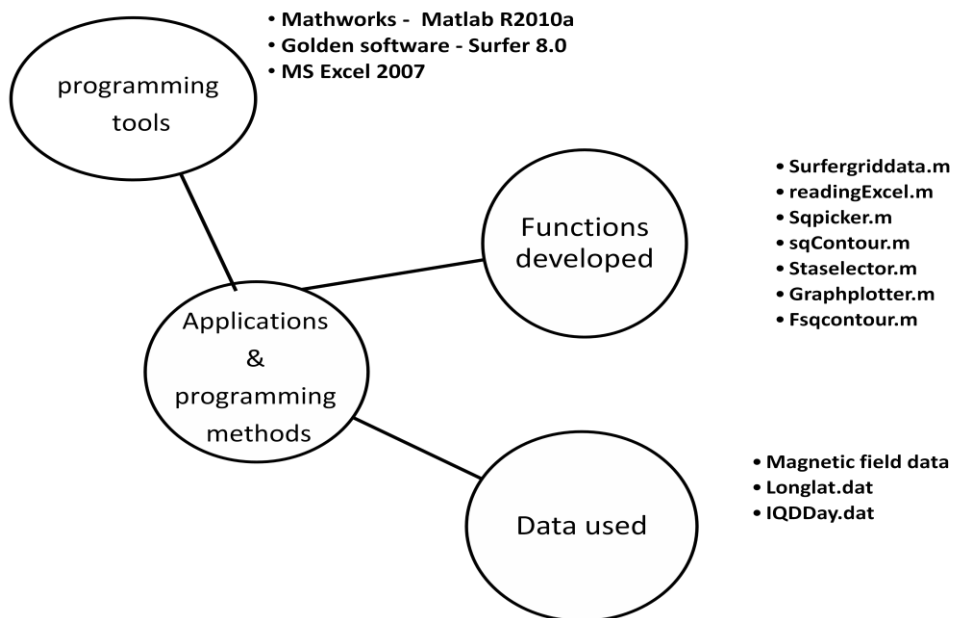 • Mathworks - Matlab R2010a
• Golden software - Surfer 8.0
• MS Excel 2007
programming
tools
• Surfergriddata.m
• readingExcel.m
• Sqpicker.m
• sqContour.m
• Staselector.m
• Graphplotter.m
• Fsqcontour.m
Functions
developed
Applications
&
programming
methods
• Magnetic field data
• Longlat.dat
• IQDDay.dat
Data used